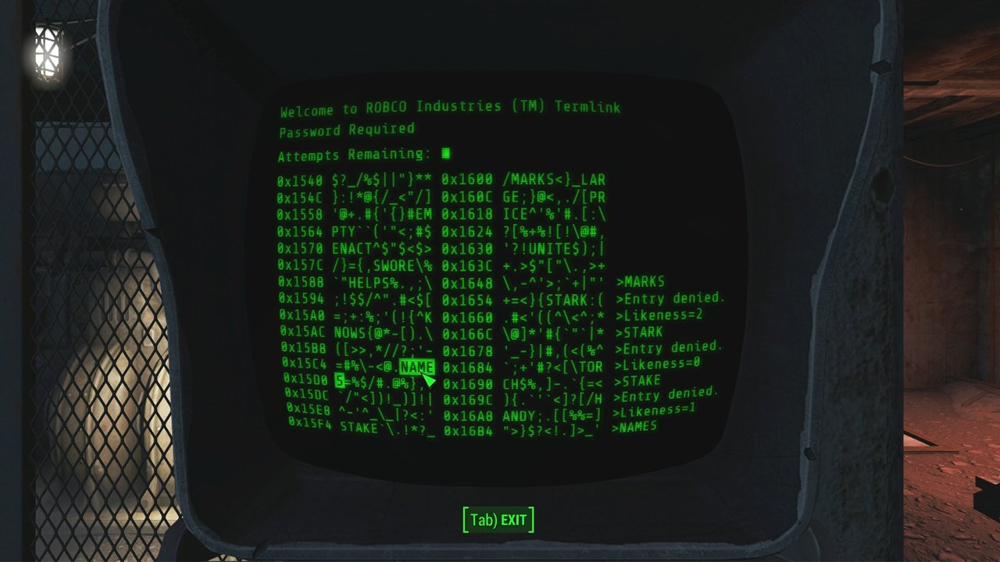 Welcome to ROBCO Industries (TM) Termlink
Password Required
Attempts Remaining: ■
0x1540 $?_/%$||"}** 0x1600 /MARKS<}_LAR
0x154C }:!*@{/_<"/] 0x160C GE;}@<,./[PR
0x1558 '@+.#{'{}#EM 0x1618 ICE^'%'#.[:\
0x1564 PTY``('"<;#$ 0x1624 ?[%+%![!\@#,
0x1570 ENACT^$"$<$> 0x1630 '?!UNITE$);|
0x157C /}={,SWORE\% 0x163C +.>$"["\.,>+
0x1588 `"HELPS%.,;\ 0x1648 \,-^'>;`+|"' >MARKS
0x1594 ;!$$/^".#<$[ 0x1654 +=<}{STARK:( >Entry denied.
0x15A0 =;+:%;'(!{^K 0x1660 .#<'((^\<^;* >Likeness=2
0x15AC NOWS{@*-[).\ 0x166C \@]*'#{`"`|* >STARK
0x15B8 ([>>,*//?;'- 0x1678 '_-}|#,(<(%^ >Entry denied.
0x15C4 =#%\-<@.NAME 0x1684 `;+'#?<[\TOR >Likeness=0
0x15D0 S=%$/#.@%}, 0x1690 CH$%,]-.`{=< >STAKE
0x15DC `/"<])!_)]!| 0x169C ){.`'`<]?[/H >Entry denied.
0x15E8 ^-'^_\_|?<:' 0x16A8 ANDY;.[[%%=] >Likeness=1
0x15F4 STAKE`\.!*?_ 0x16B4 ">}$?<!.]>_' >NAMES
[Tab) EXIT]